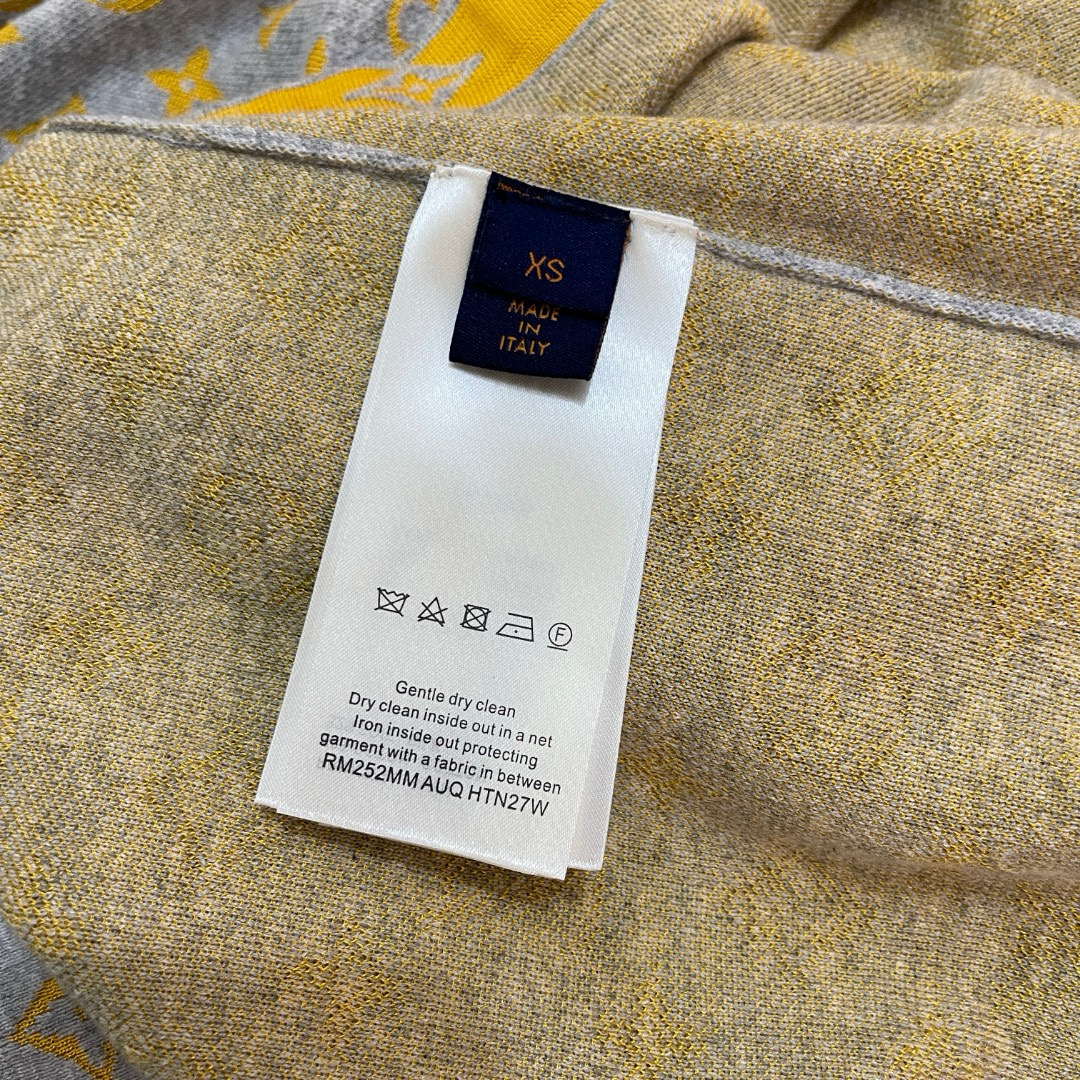 XS
MADE
IN
ITALY
F
Gentle dry clean
Dry clean inside out in a net
Iron inside out protecting
garment with a fabric in between
RM252MM AUQ HTN27W